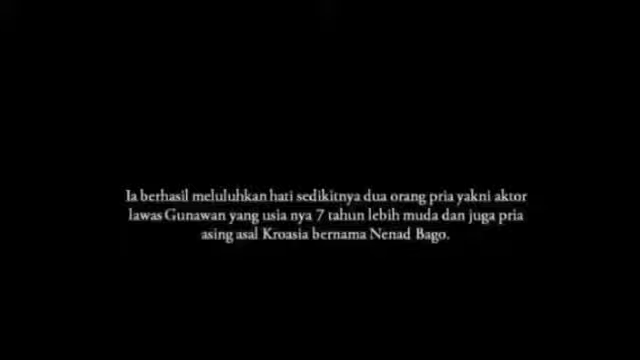 Ia berhasil meluluhkan hati sedikitnya dua orang pria yakni aktor
lawas Gunawan yang usia nya 7 tahun lebih muda dan juga pria
asing asal Kroasia bernama Nenad Bago.